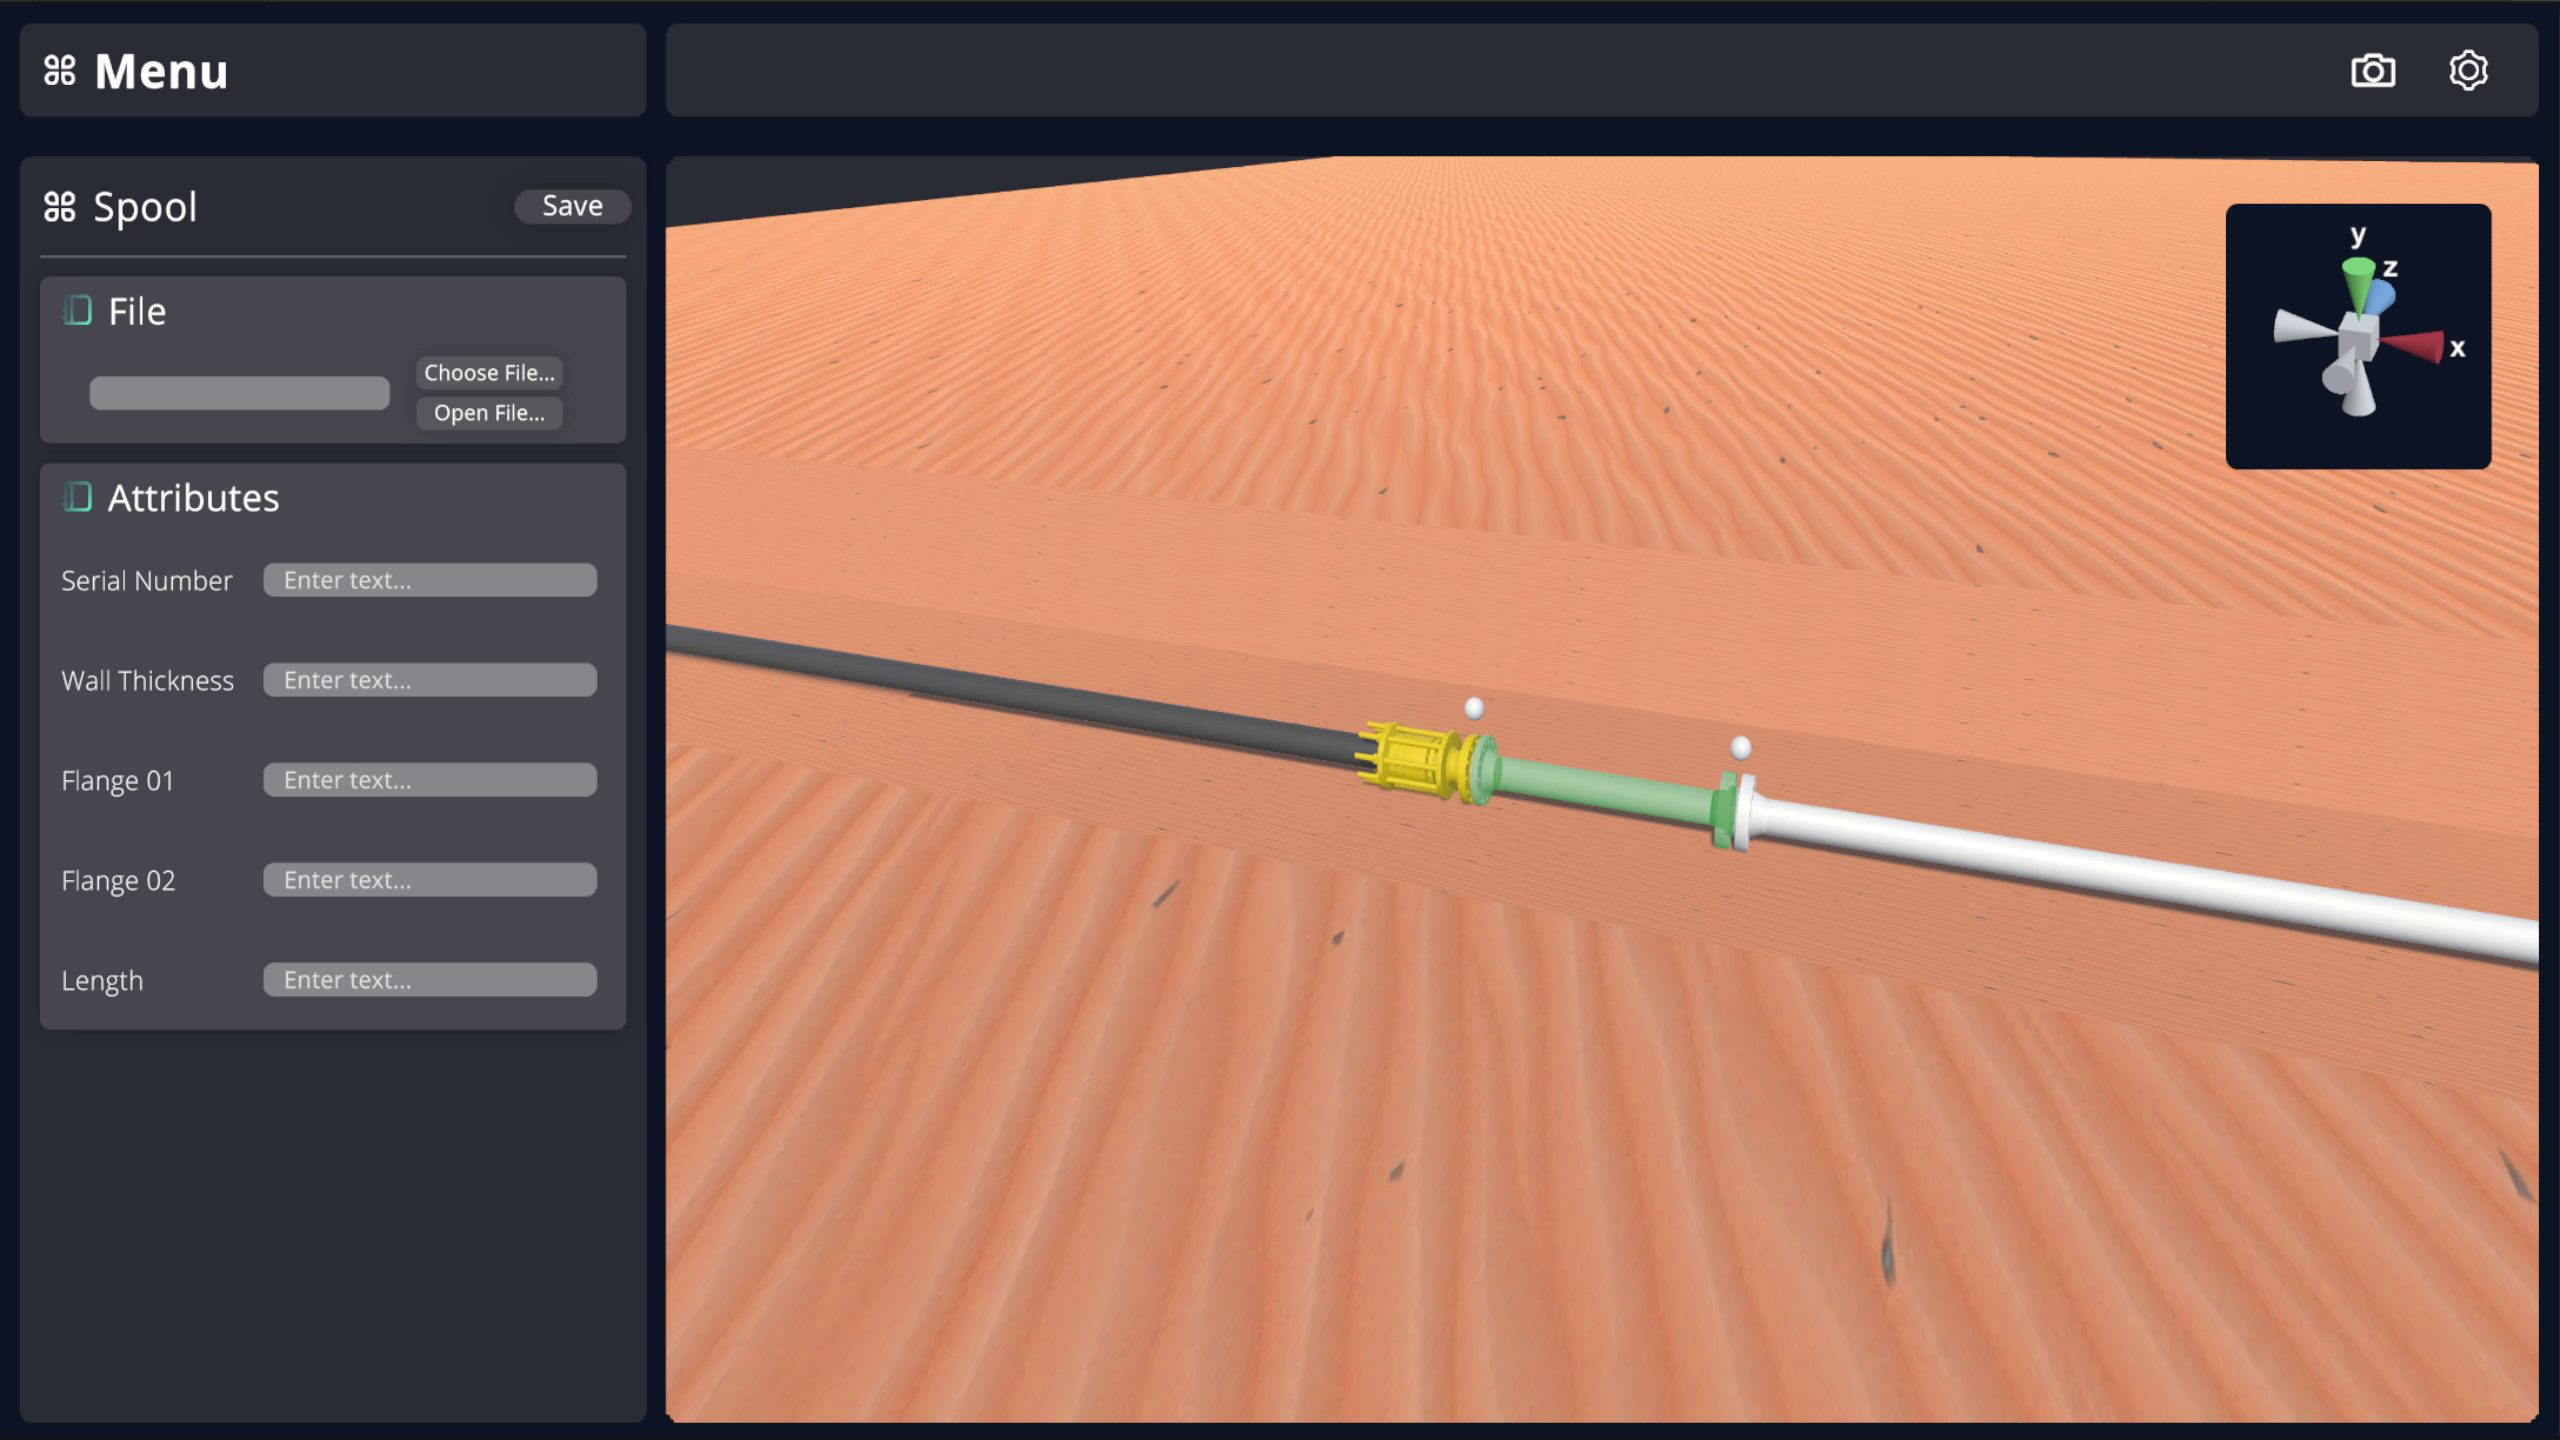 Menu
Spool
Save
File
Choose File...
Open File...
Attributes
Serial Number
Enter text...
Wall Thickness
Enter text...
Flange 01
Enter text...
Flange 02
Enter text...
Length
Enter text...
y
z
x